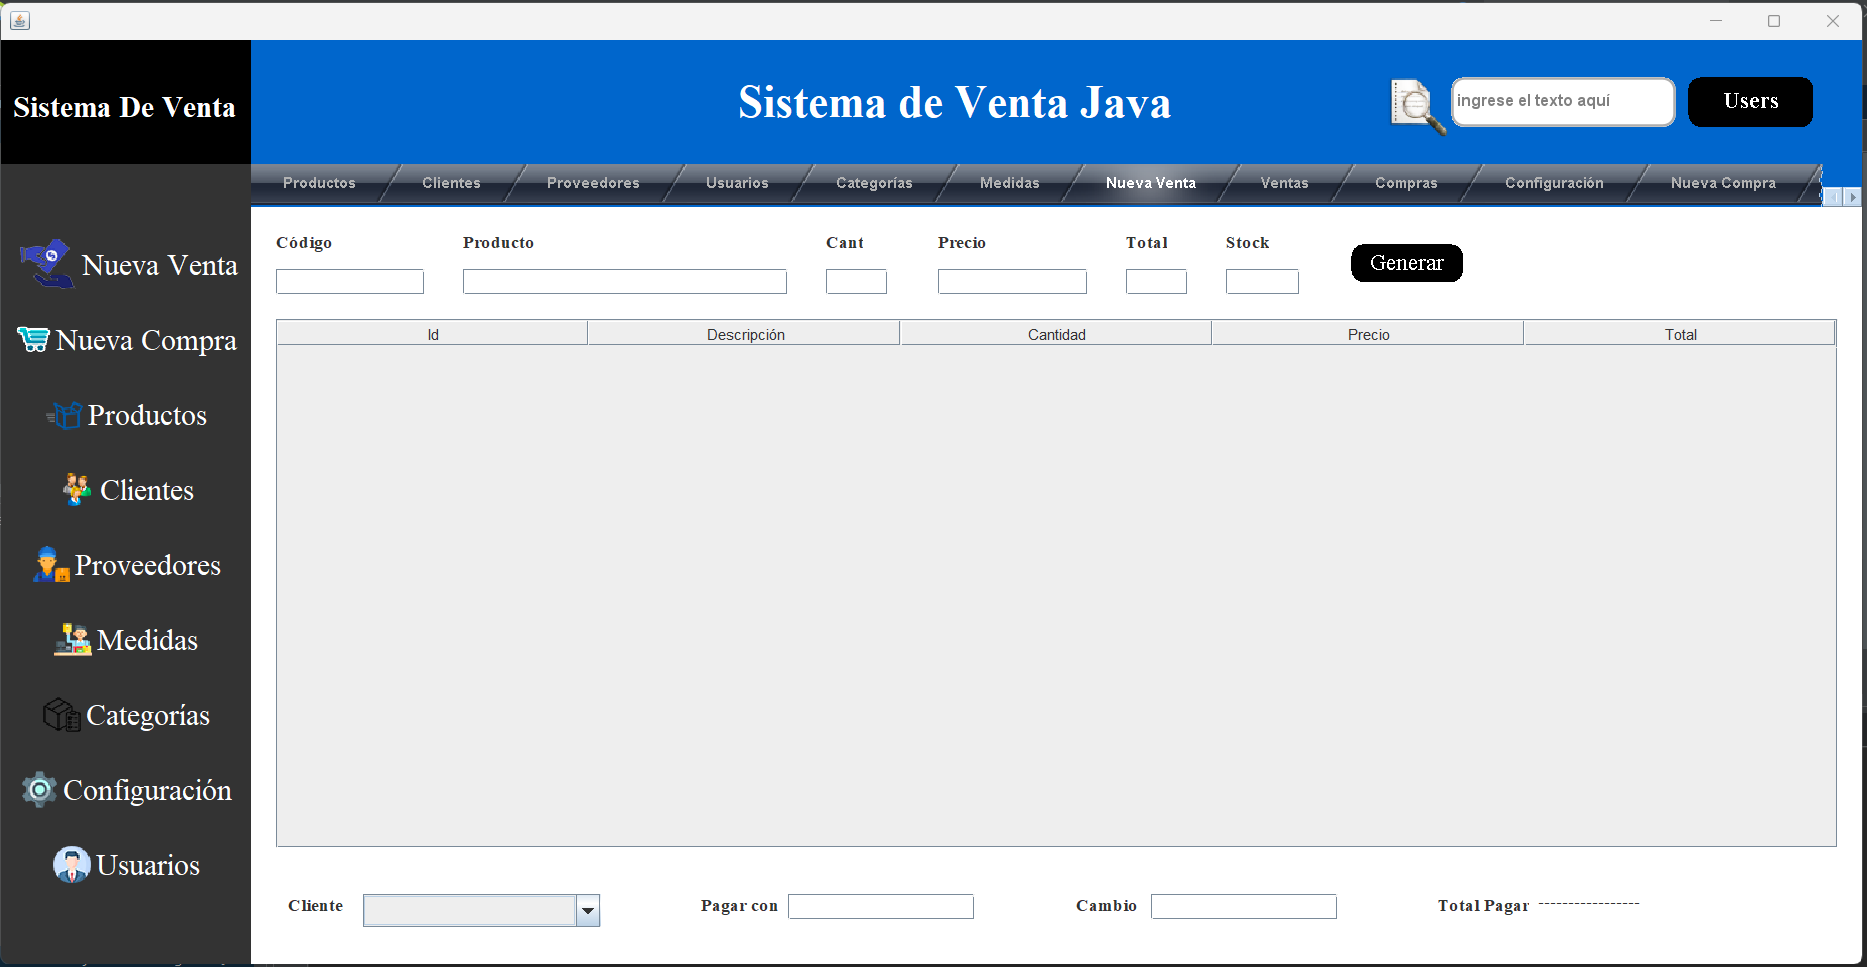 Sistema De Venta
Sistema de Venta Java
ingrese el texto aquí
Users
Productos Clientes Proveedores Usuarios Categorías Medidas Nueva Venta Ventas Compras Configuración Nueva Compra
Nueva Venta
Nueva Compra
Productos
Clientes
Proveedores
Medidas
Categorías
Configuración
Usuarios
Código Producto Cant Precio Total Stock
Generar
Id Descripción Cantidad Precio Total
Cliente Pagar con Cambio Total Pagar -----------------